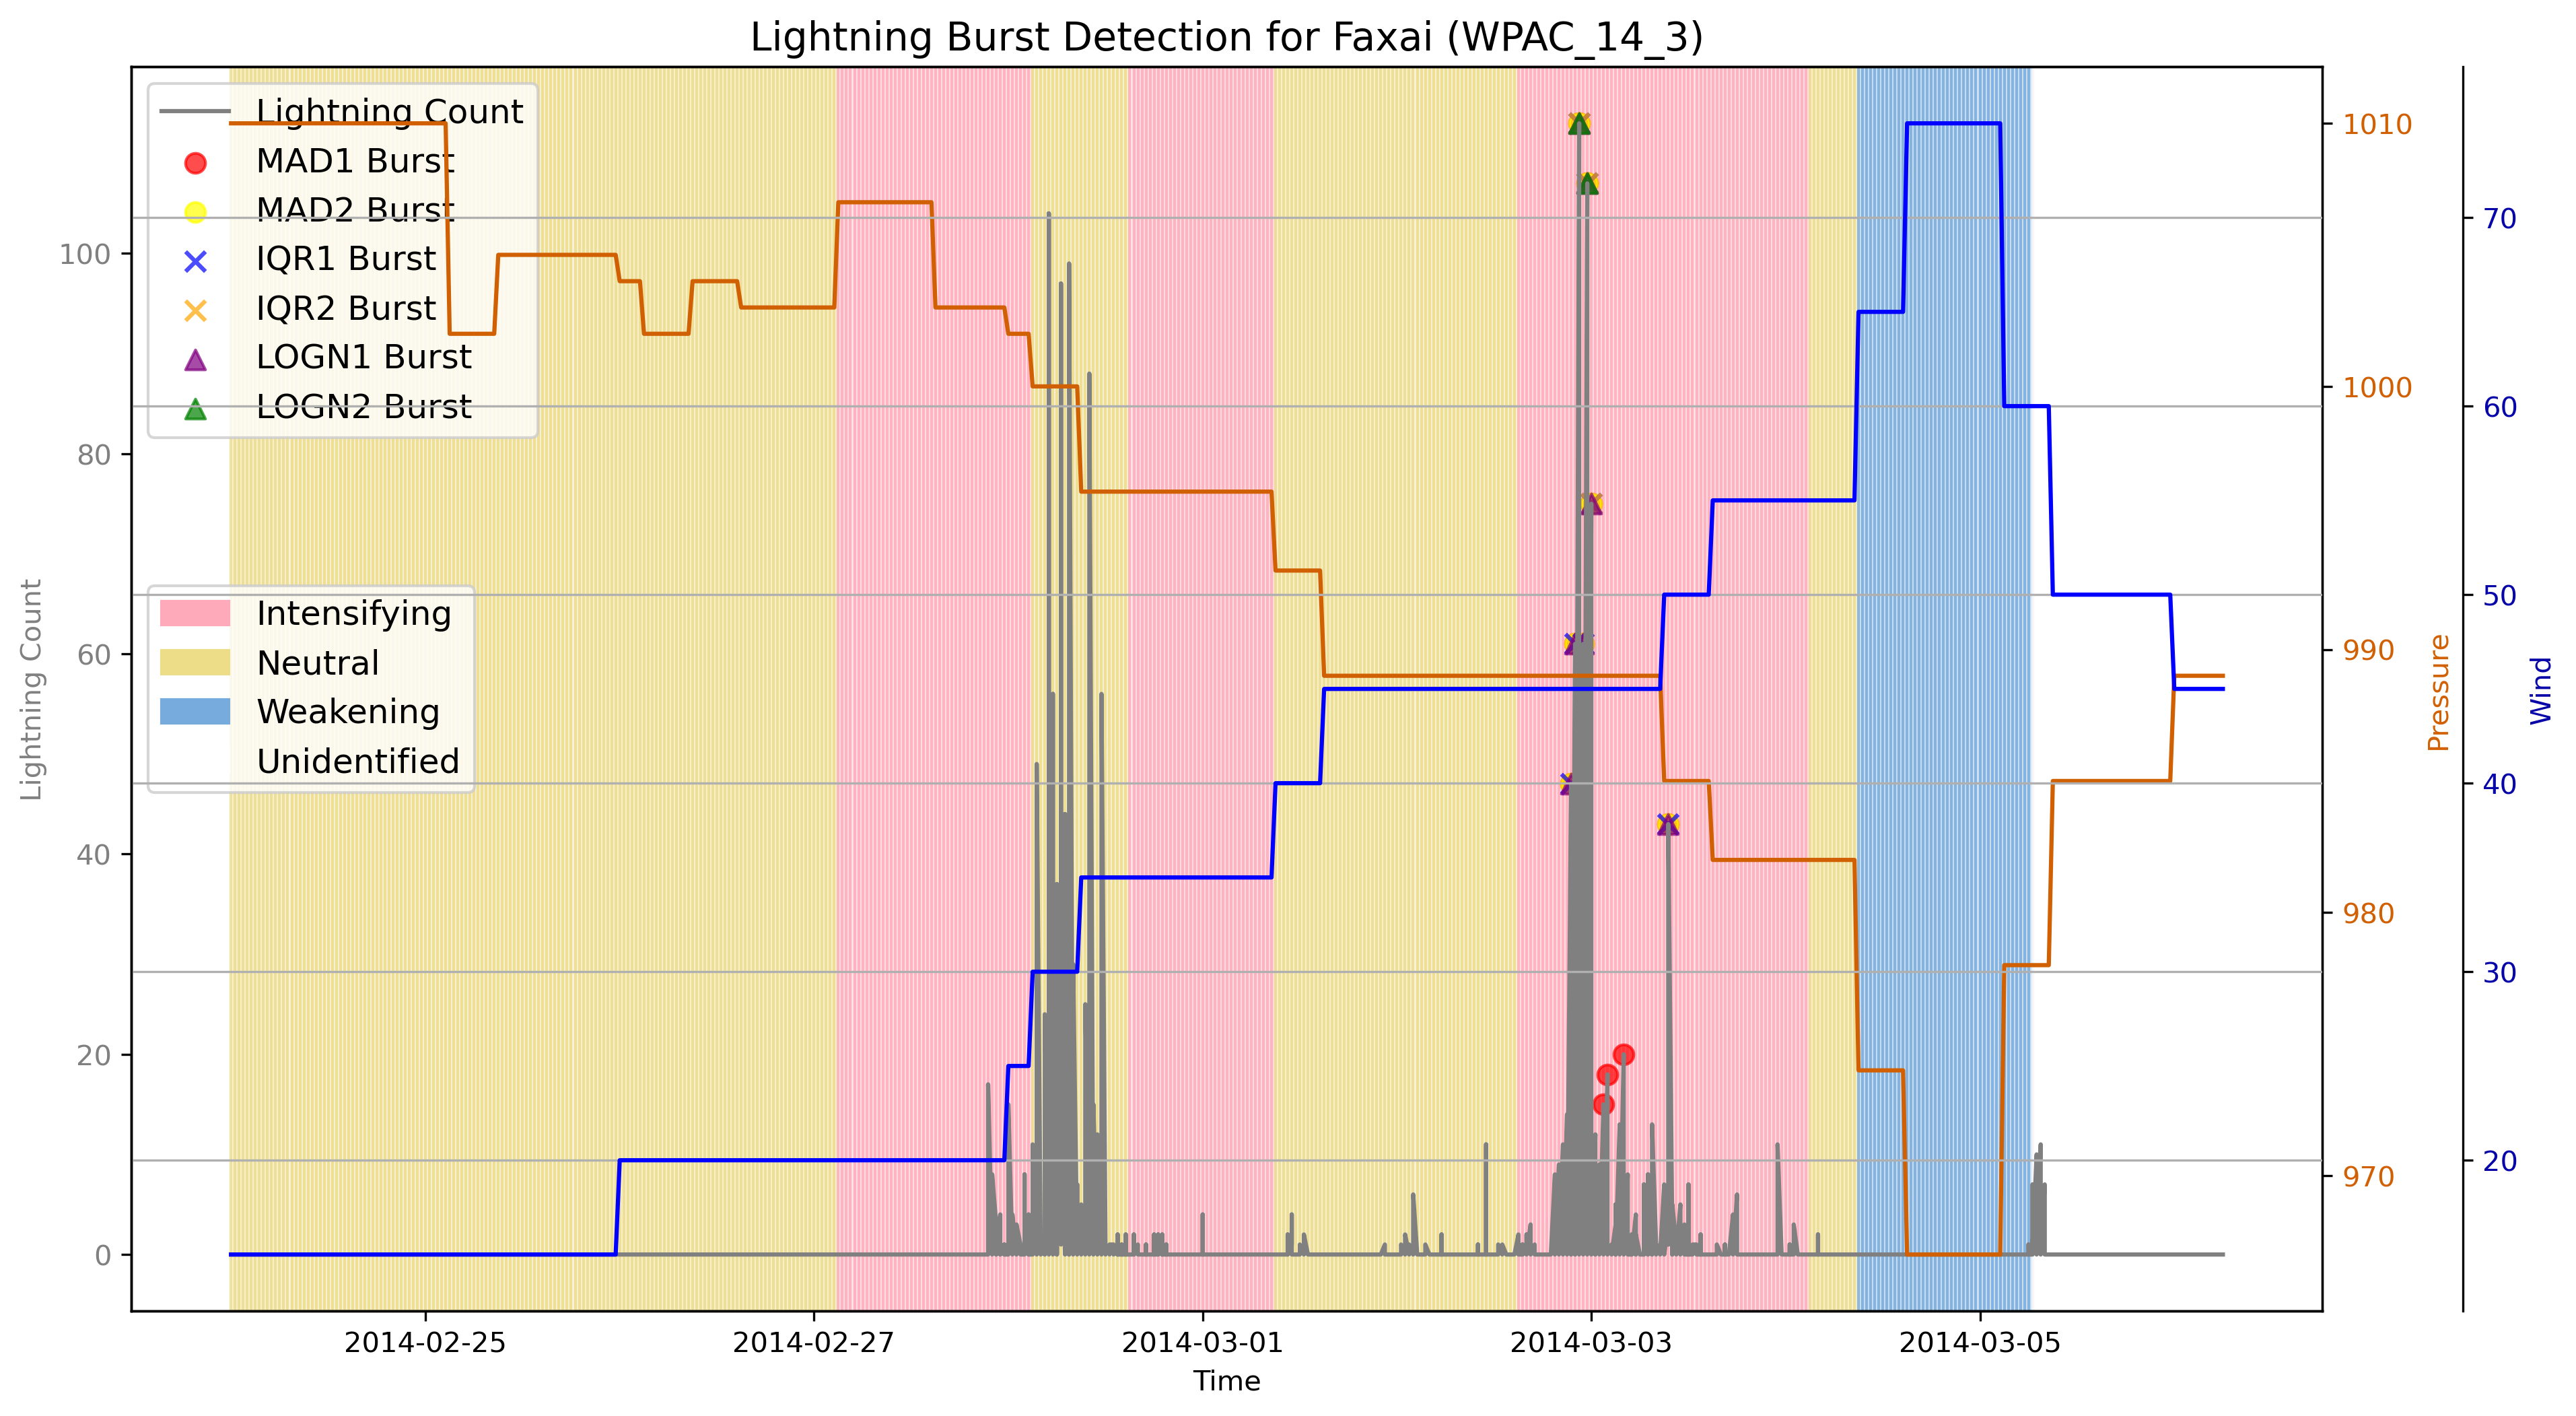 Lightning Burst Detection for Faxai (WPAC_14_3)
Lightning Count
MAD1 Burst
MAD2 Burst
IQR1 Burst
IQR2 Burst
LOGN1 Burst
LOGN2 Burst
Intensifying
Neutral
Weakening
Unidentified
Lightning Count
100
80
60
40
20
0
1010
1000
990
980
970
Pressure
70
60
50
40
30
20
Wind
2014-02-25
2014-02-27
2014-03-01
2014-03-03
2014-03-05
Time